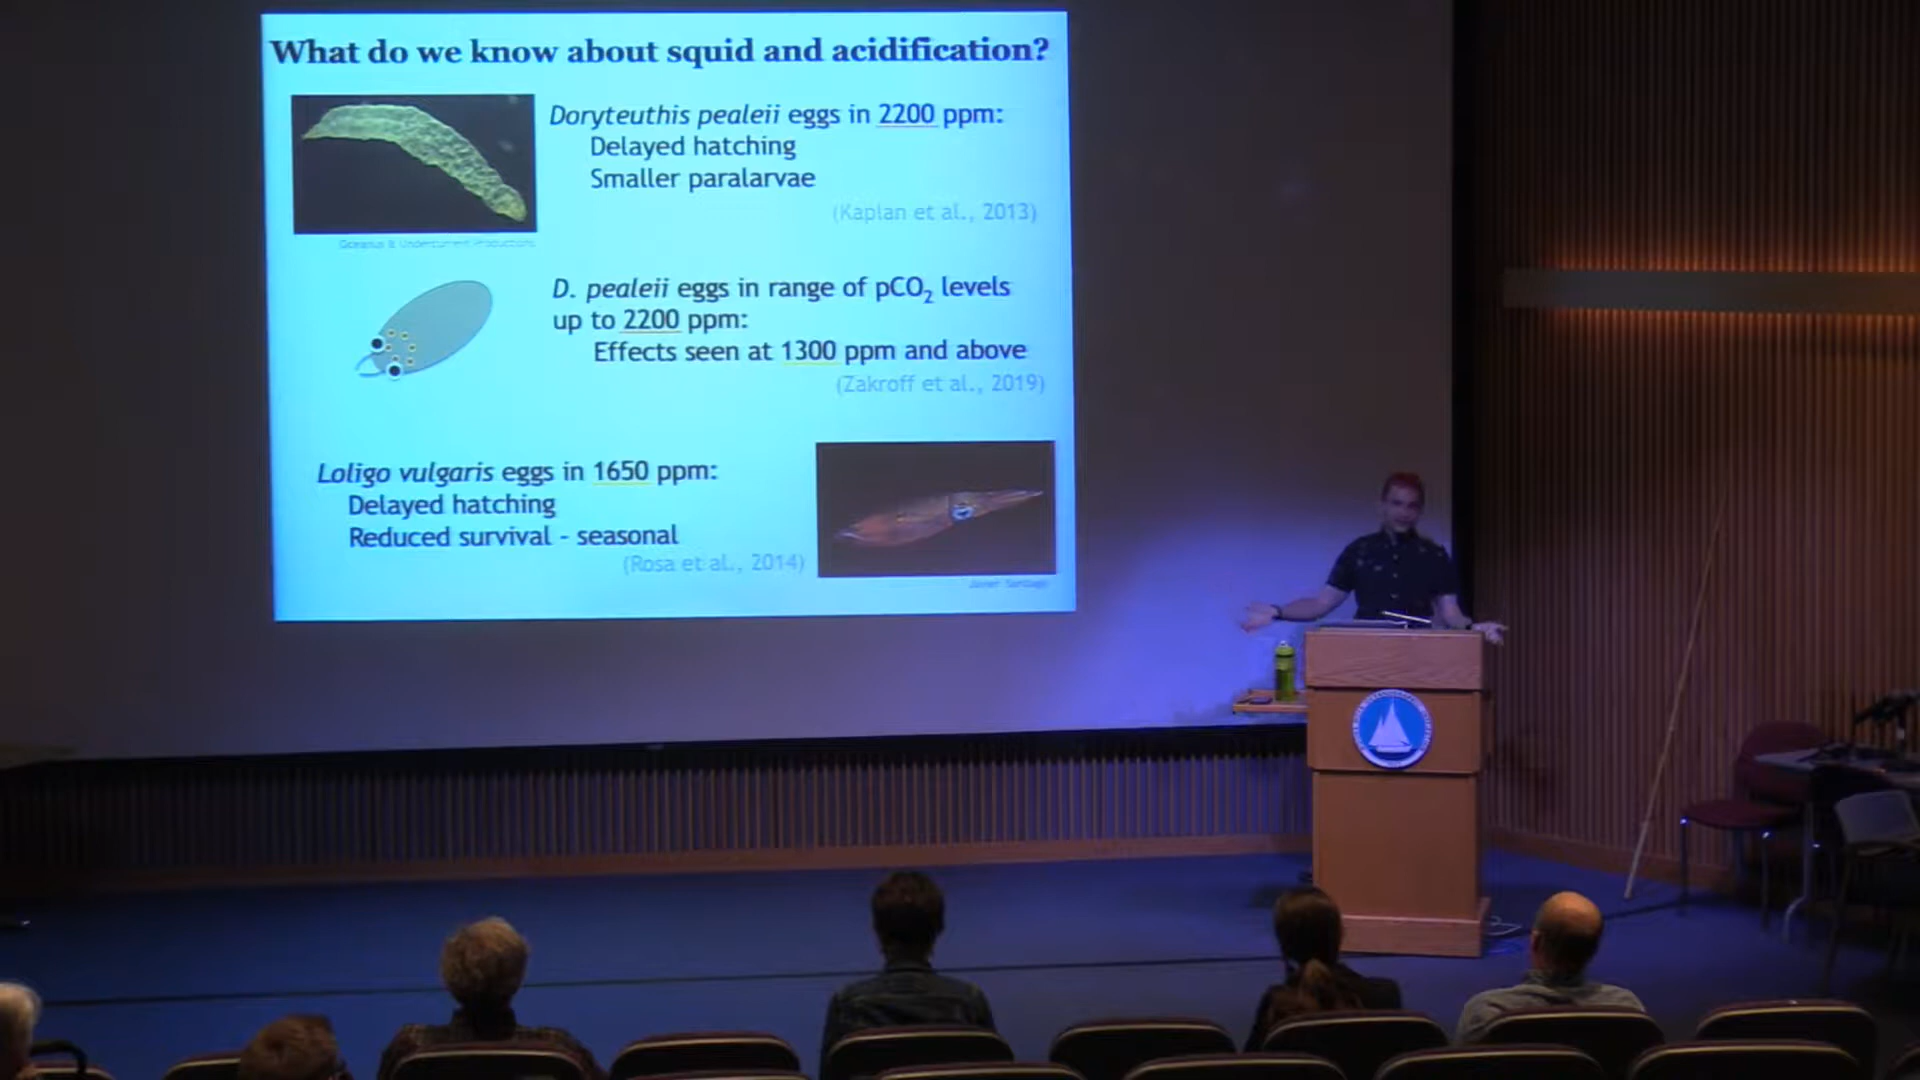 What do we know about squid and acidification?
Doryteuthis pealeii eggs in 2200 ppm:
Delayed hatching
Smaller paralarvae
(Kaplan et al., 2013)
D. pealeii eggs in range of pCO₂ levels
up to 2200 ppm:
Effects seen at 1300 ppm and above
(Zakroff et al., 2019)
Loligo vulgaris eggs in 1650 ppm:
Delayed hatching
Reduced survival - seasonal
(Rosa et al., 2014)